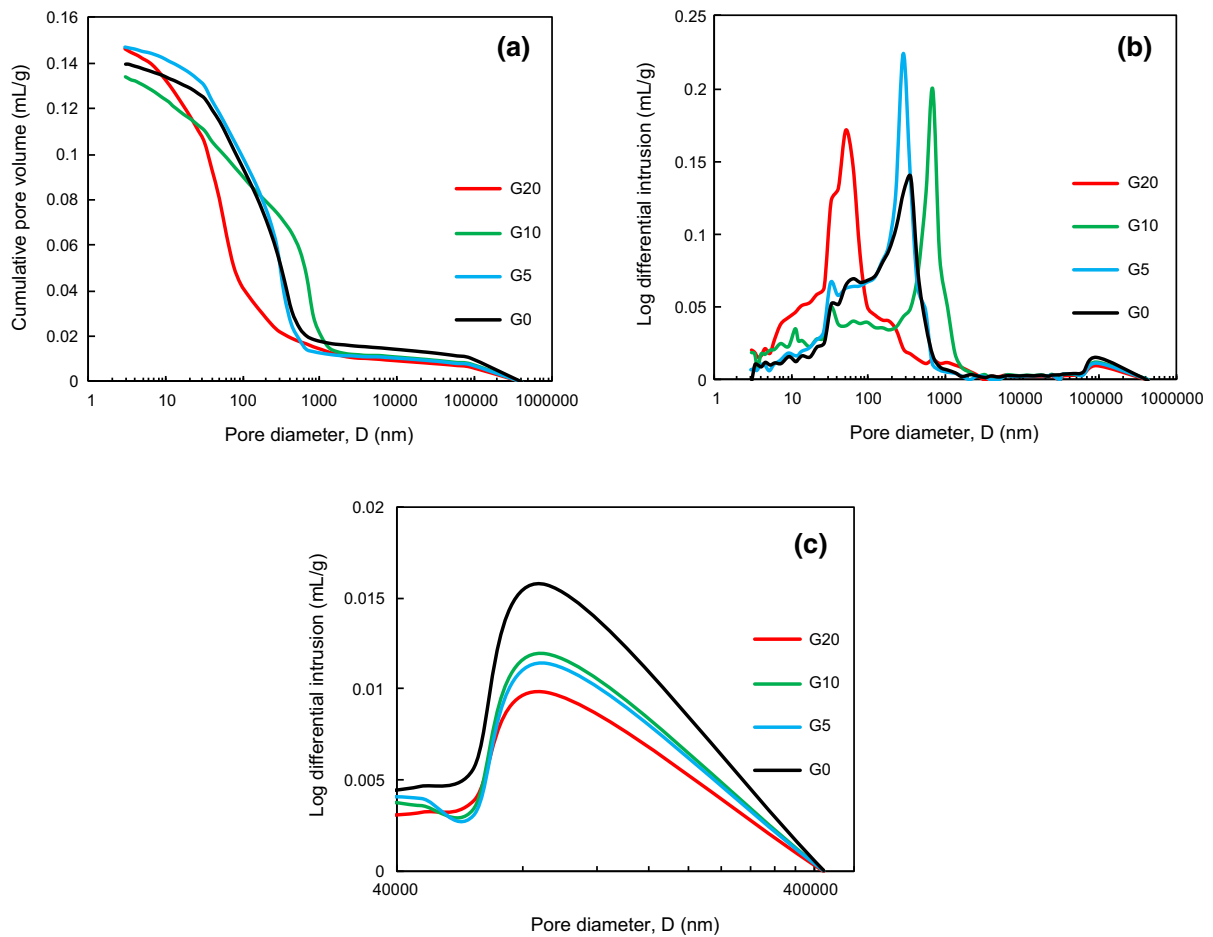 (a)
Cumulative pore volume (mL/g)
0.16
0.14
0.12
0.1
0.08
0.06
0.04
0.02
0
1
10
100
1000
10000
100000
1000000
Pore diameter, D (nm)
G20
G10
G5
G0
(b)
Log differential intrusion (mL/g)
0.25
0.20
0.15
0.1
0.05
0
1
10
100
1000
10000
100000
1000000
Pore diameter, D (nm)
G20
G10
G5
G0
(c)
Log differential intrusion (mL/g)
0.02
0.015
0.01
0.005
0
40000
400000
Pore diameter, D (nm)
G20
G10
G5
G0